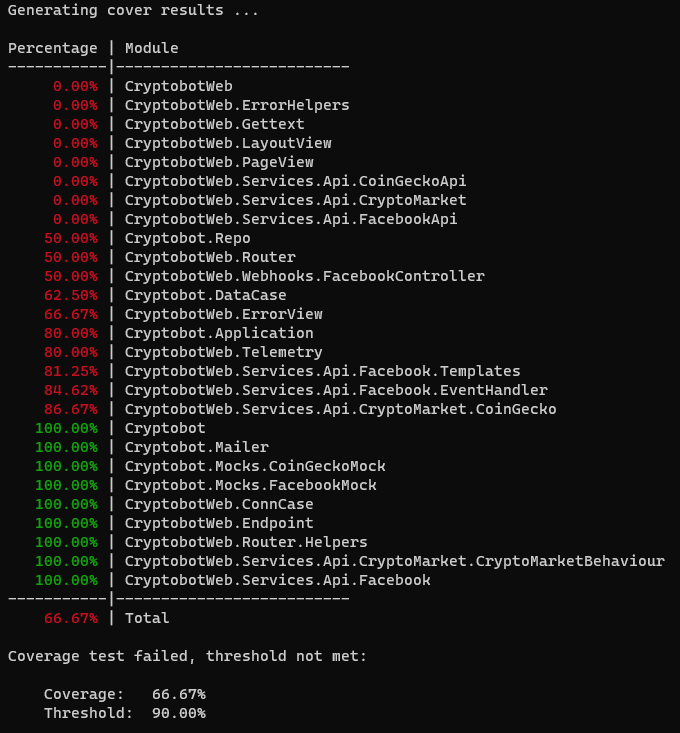 Generating cover results ...

Percentage | Module
-----------|--------------------------
     0.00% | CryptobotWeb
     0.00% | CryptobotWeb.ErrorHelpers
     0.00% | CryptobotWeb.Gettext
     0.00% | CryptobotWeb.LayoutView
     0.00% | CryptobotWeb.PageView
     0.00% | CryptobotWeb.Services.Api.CoinGeckoApi
     0.00% | CryptobotWeb.Services.Api.CryptoMarket
     0.00% | CryptobotWeb.Services.Api.FacebookApi
    50.00% | Cryptobot.Repo
    50.00% | CryptobotWeb.Router
    50.00% | CryptobotWeb.Webhooks.FacebookController
    62.50% | Cryptobot.DataCase
    66.67% | CryptobotWeb.ErrorView
    80.00% | Cryptobot.Application
    80.00% | CryptobotWeb.Telemetry
    81.25% | CryptobotWeb.Services.Api.Facebook.Templates
    84.62% | CryptobotWeb.Services.Api.Facebook.EventHandler
    86.67% | CryptobotWeb.Services.Api.CryptoMarket.CoinGecko
   100.00% | Cryptobot
   100.00% | Cryptobot.Mailer
   100.00% | Cryptobot.Mocks.CoinGeckoMock
   100.00% | Cryptobot.Mocks.FacebookMock
   100.00% | CryptobotWeb.ConnCase
   100.00% | CryptobotWeb.Endpoint
   100.00% | CryptobotWeb.Router.Helpers
   100.00% | CryptobotWeb.Services.Api.CryptoMarket.CryptoMarketBehaviour
   100.00% | CryptobotWeb.Services.Api.Facebook
-----------|--------------------------
    66.67% | Total

Coverage test failed, threshold not met:

    Coverage:   66.67%
    Threshold:  90.00%